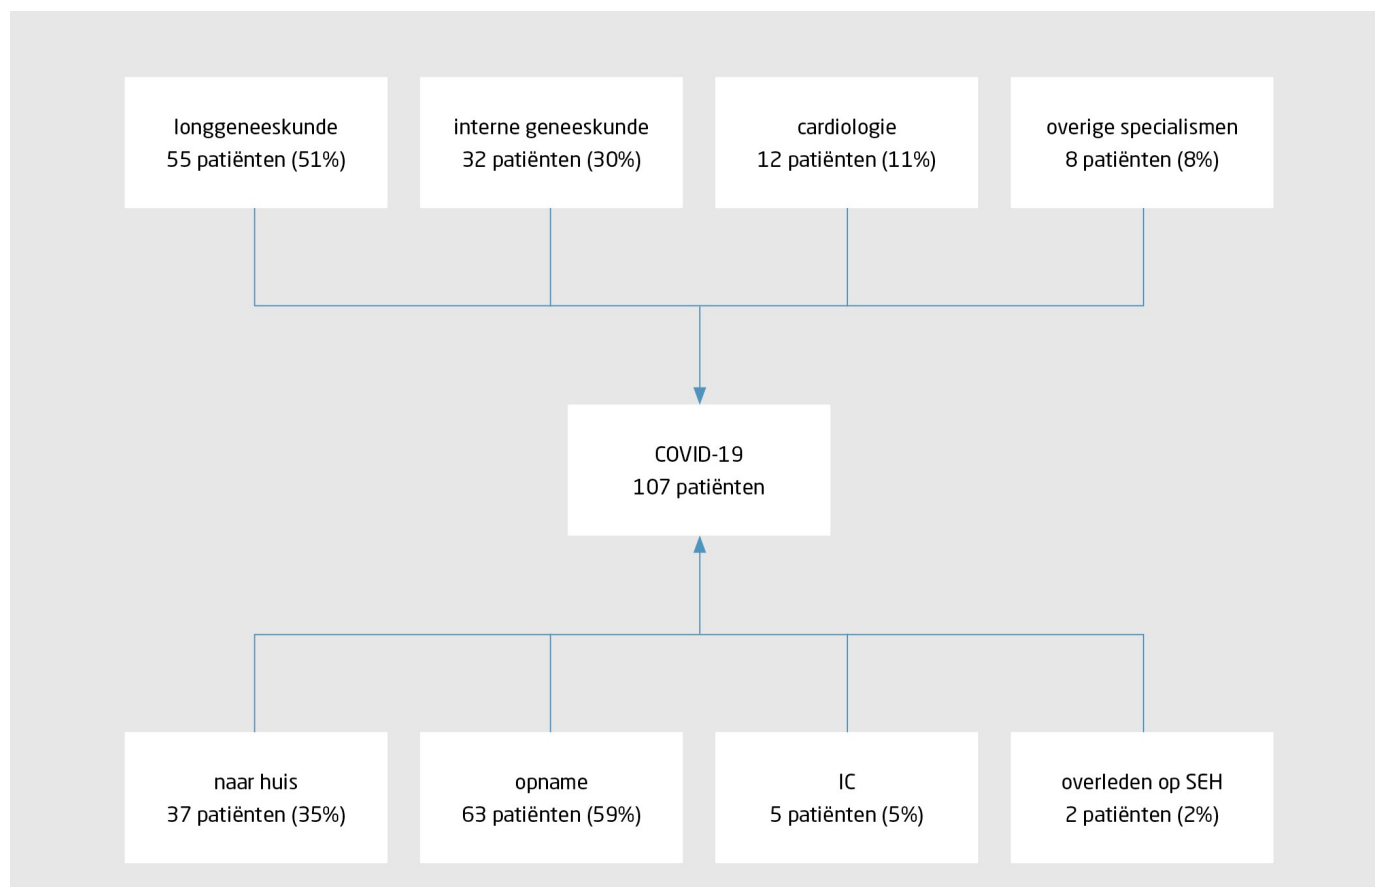 longgeneeskunde
55 patiënten (51%)
interne geneeskunde
32 patiënten (30%)
cardiologie
12 patiënten (11%)
overige specialismen
8 patiënten (8%)
COVID-19
107 patiënten
naar huis
37 patiënten (35%)
opname
63 patiënten (59%)
IC
5 patiënten (5%)
overleden op SEH
2 patiënten (2%)